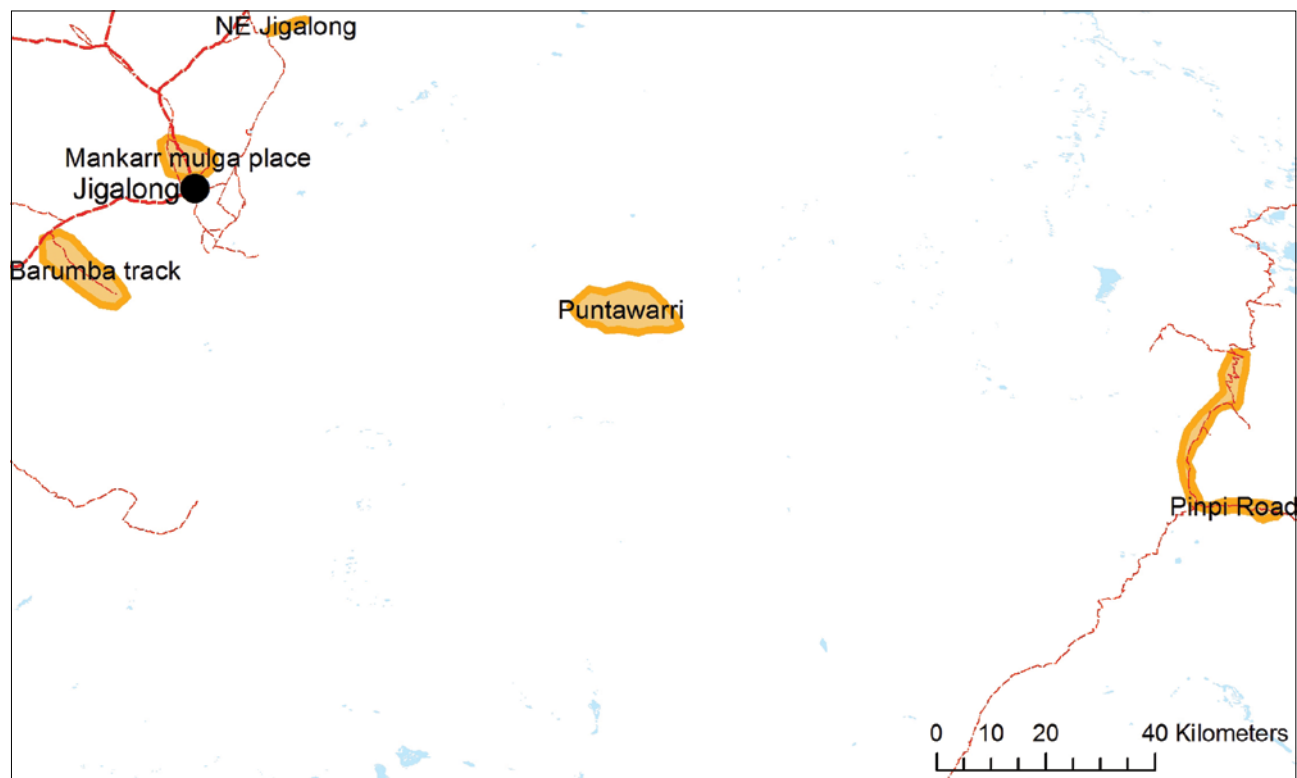 NE Jigalong
Mankarr mulga place
Jigalong
Barumba track
Puntawarri
Pinpi Road
0 10 20 40 Kilometers